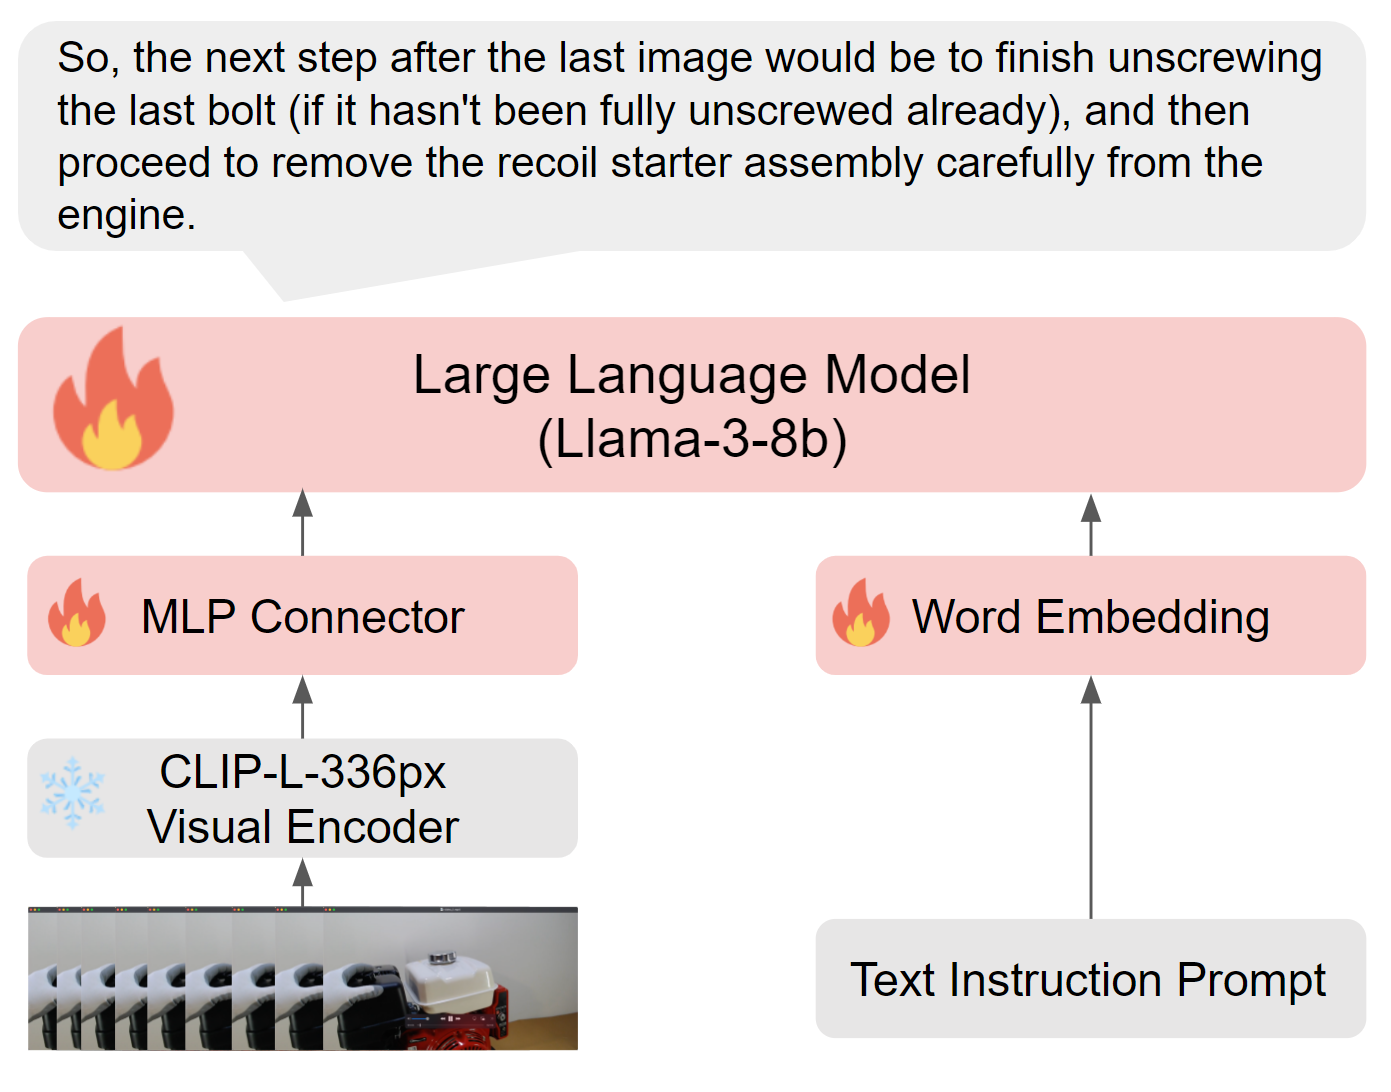 So, the next step after the last image would be to finish unscrewing
the last bolt (if it hasn't been fully unscrewed already), and then
proceed to remove the recoil starter assembly carefully from the
engine.
Large Language Model
(Llama-3-8b)
MLP Connector
Word Embedding
CLIP-L-336px
Visual Encoder
Text Instruction Prompt